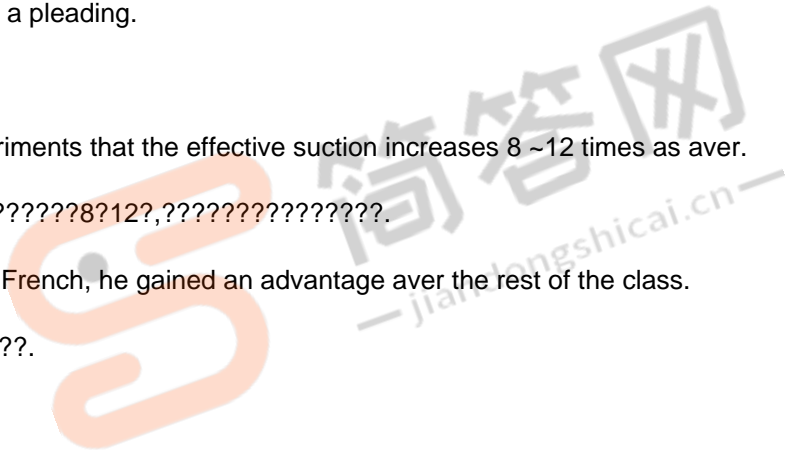 a pleading.
riments that the effective suction increases 8 ~12 times as aver.
??????8?12?,???????????????.
French, he gained an advantage aver the rest of the class.
??.
简答网
— jiandongshicai.cn —